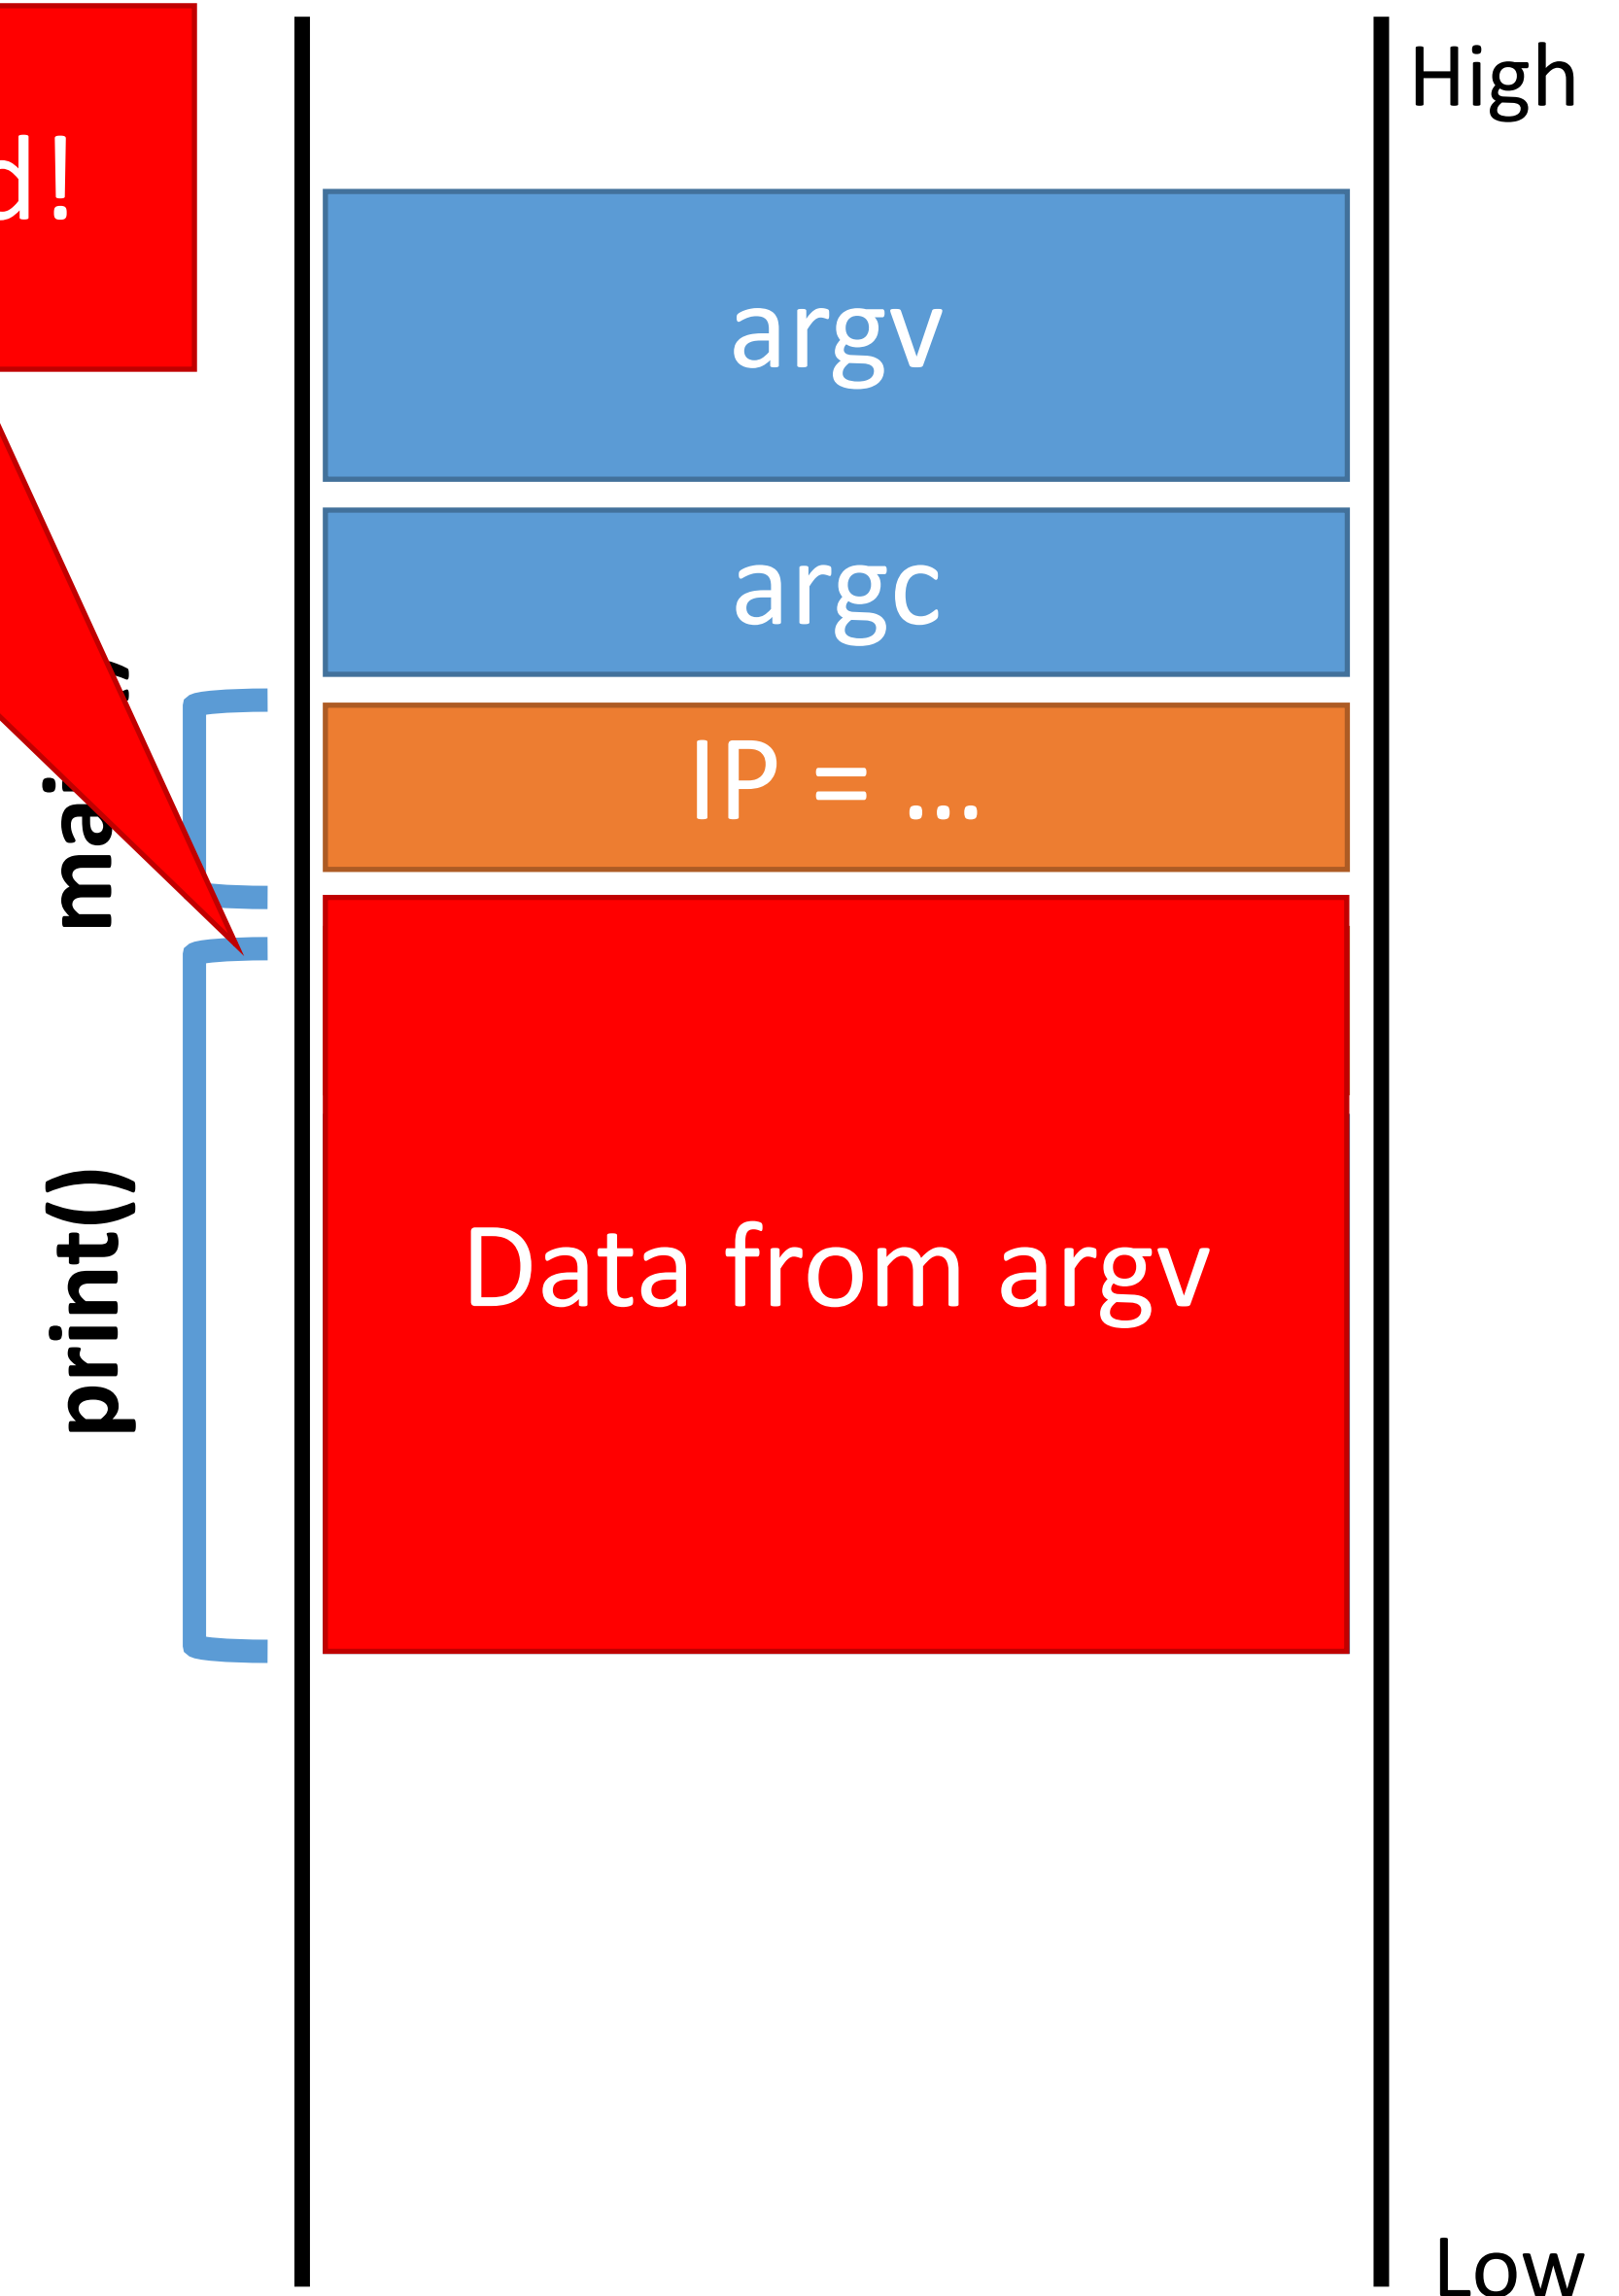 High
d!
argv
argc
IP = ...
print()
Data from argv
Low